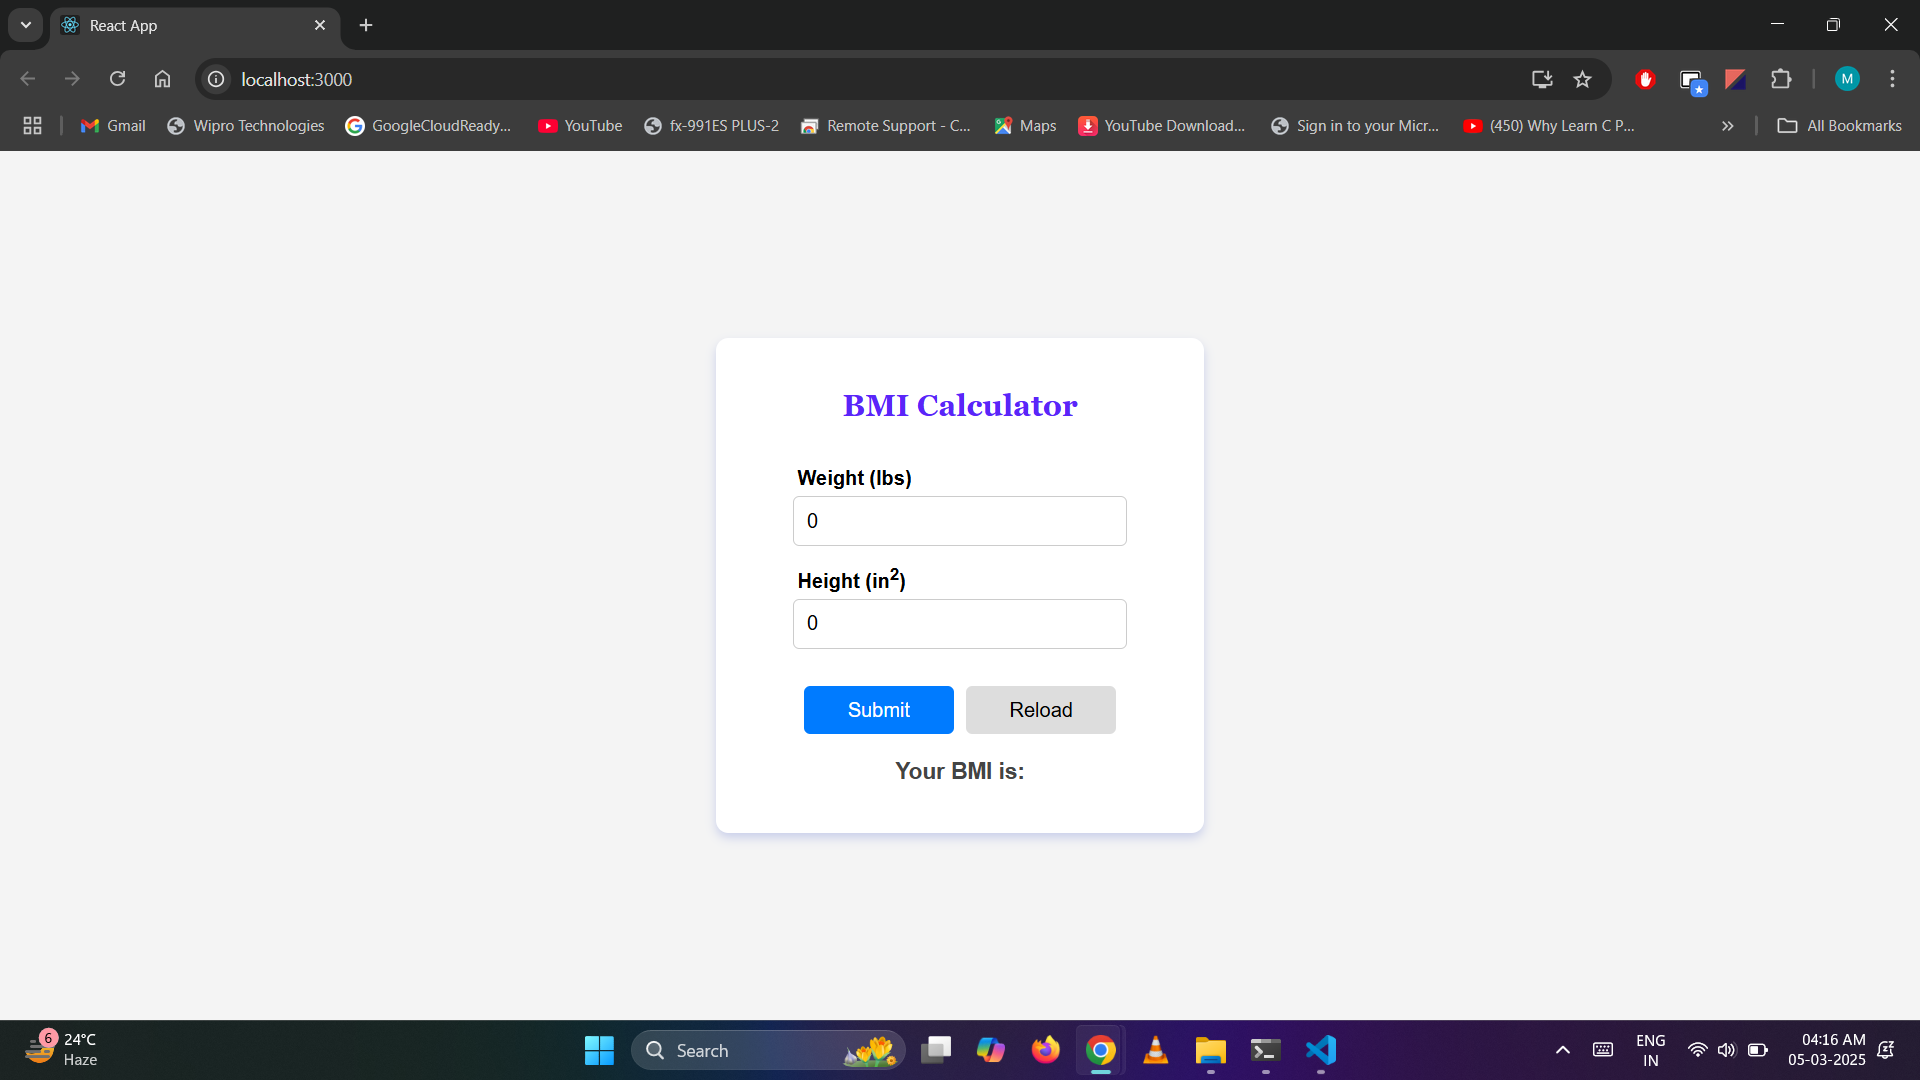 React App
localhost:3000
M
Gmail
Wipro Technologies
GoogleCloudReady...
YouTube
fx-991ES PLUS-2
Remote Support - C...
Maps
YouTube Download...
Sign in to your Micr...
(450) Why Learn C P...
All Bookmarks
BMI Calculator
Weight (lbs)
0
Height (in²)
0
Submit
Reload
Your BMI is:
6
24°C
Haze
Search
ENG
IN
04:16 AM
05-03-2025